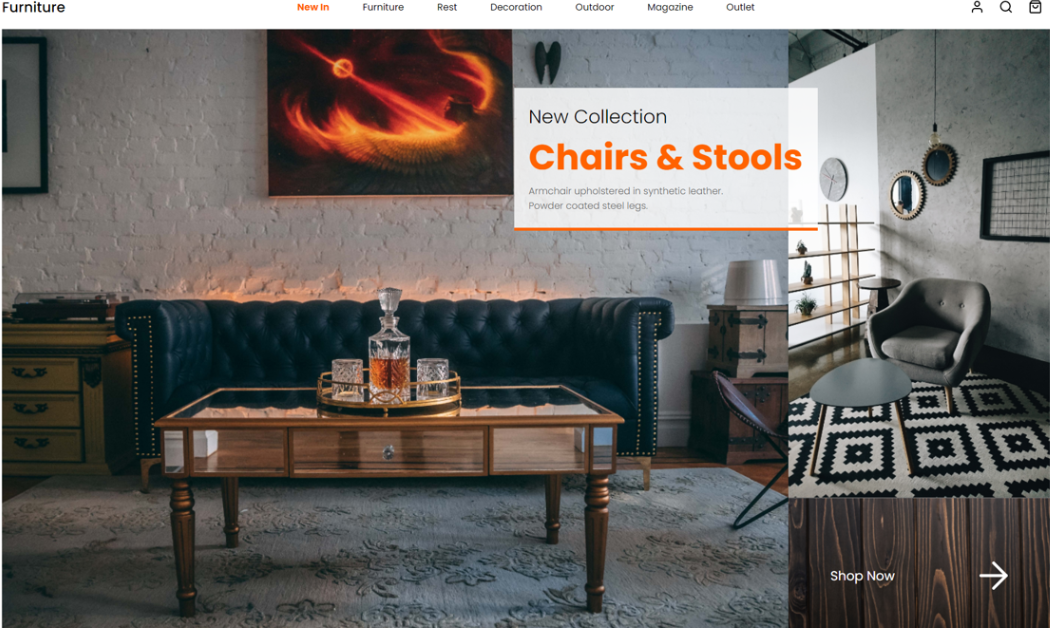 Furniture
New In
Furniture
Rest
Decoration
Outdoor
Magazine
Outlet
New Collection
Chairs & Stools
Armchair upholstered in synthetic leather.
Powder coated steel legs.
Shop Now